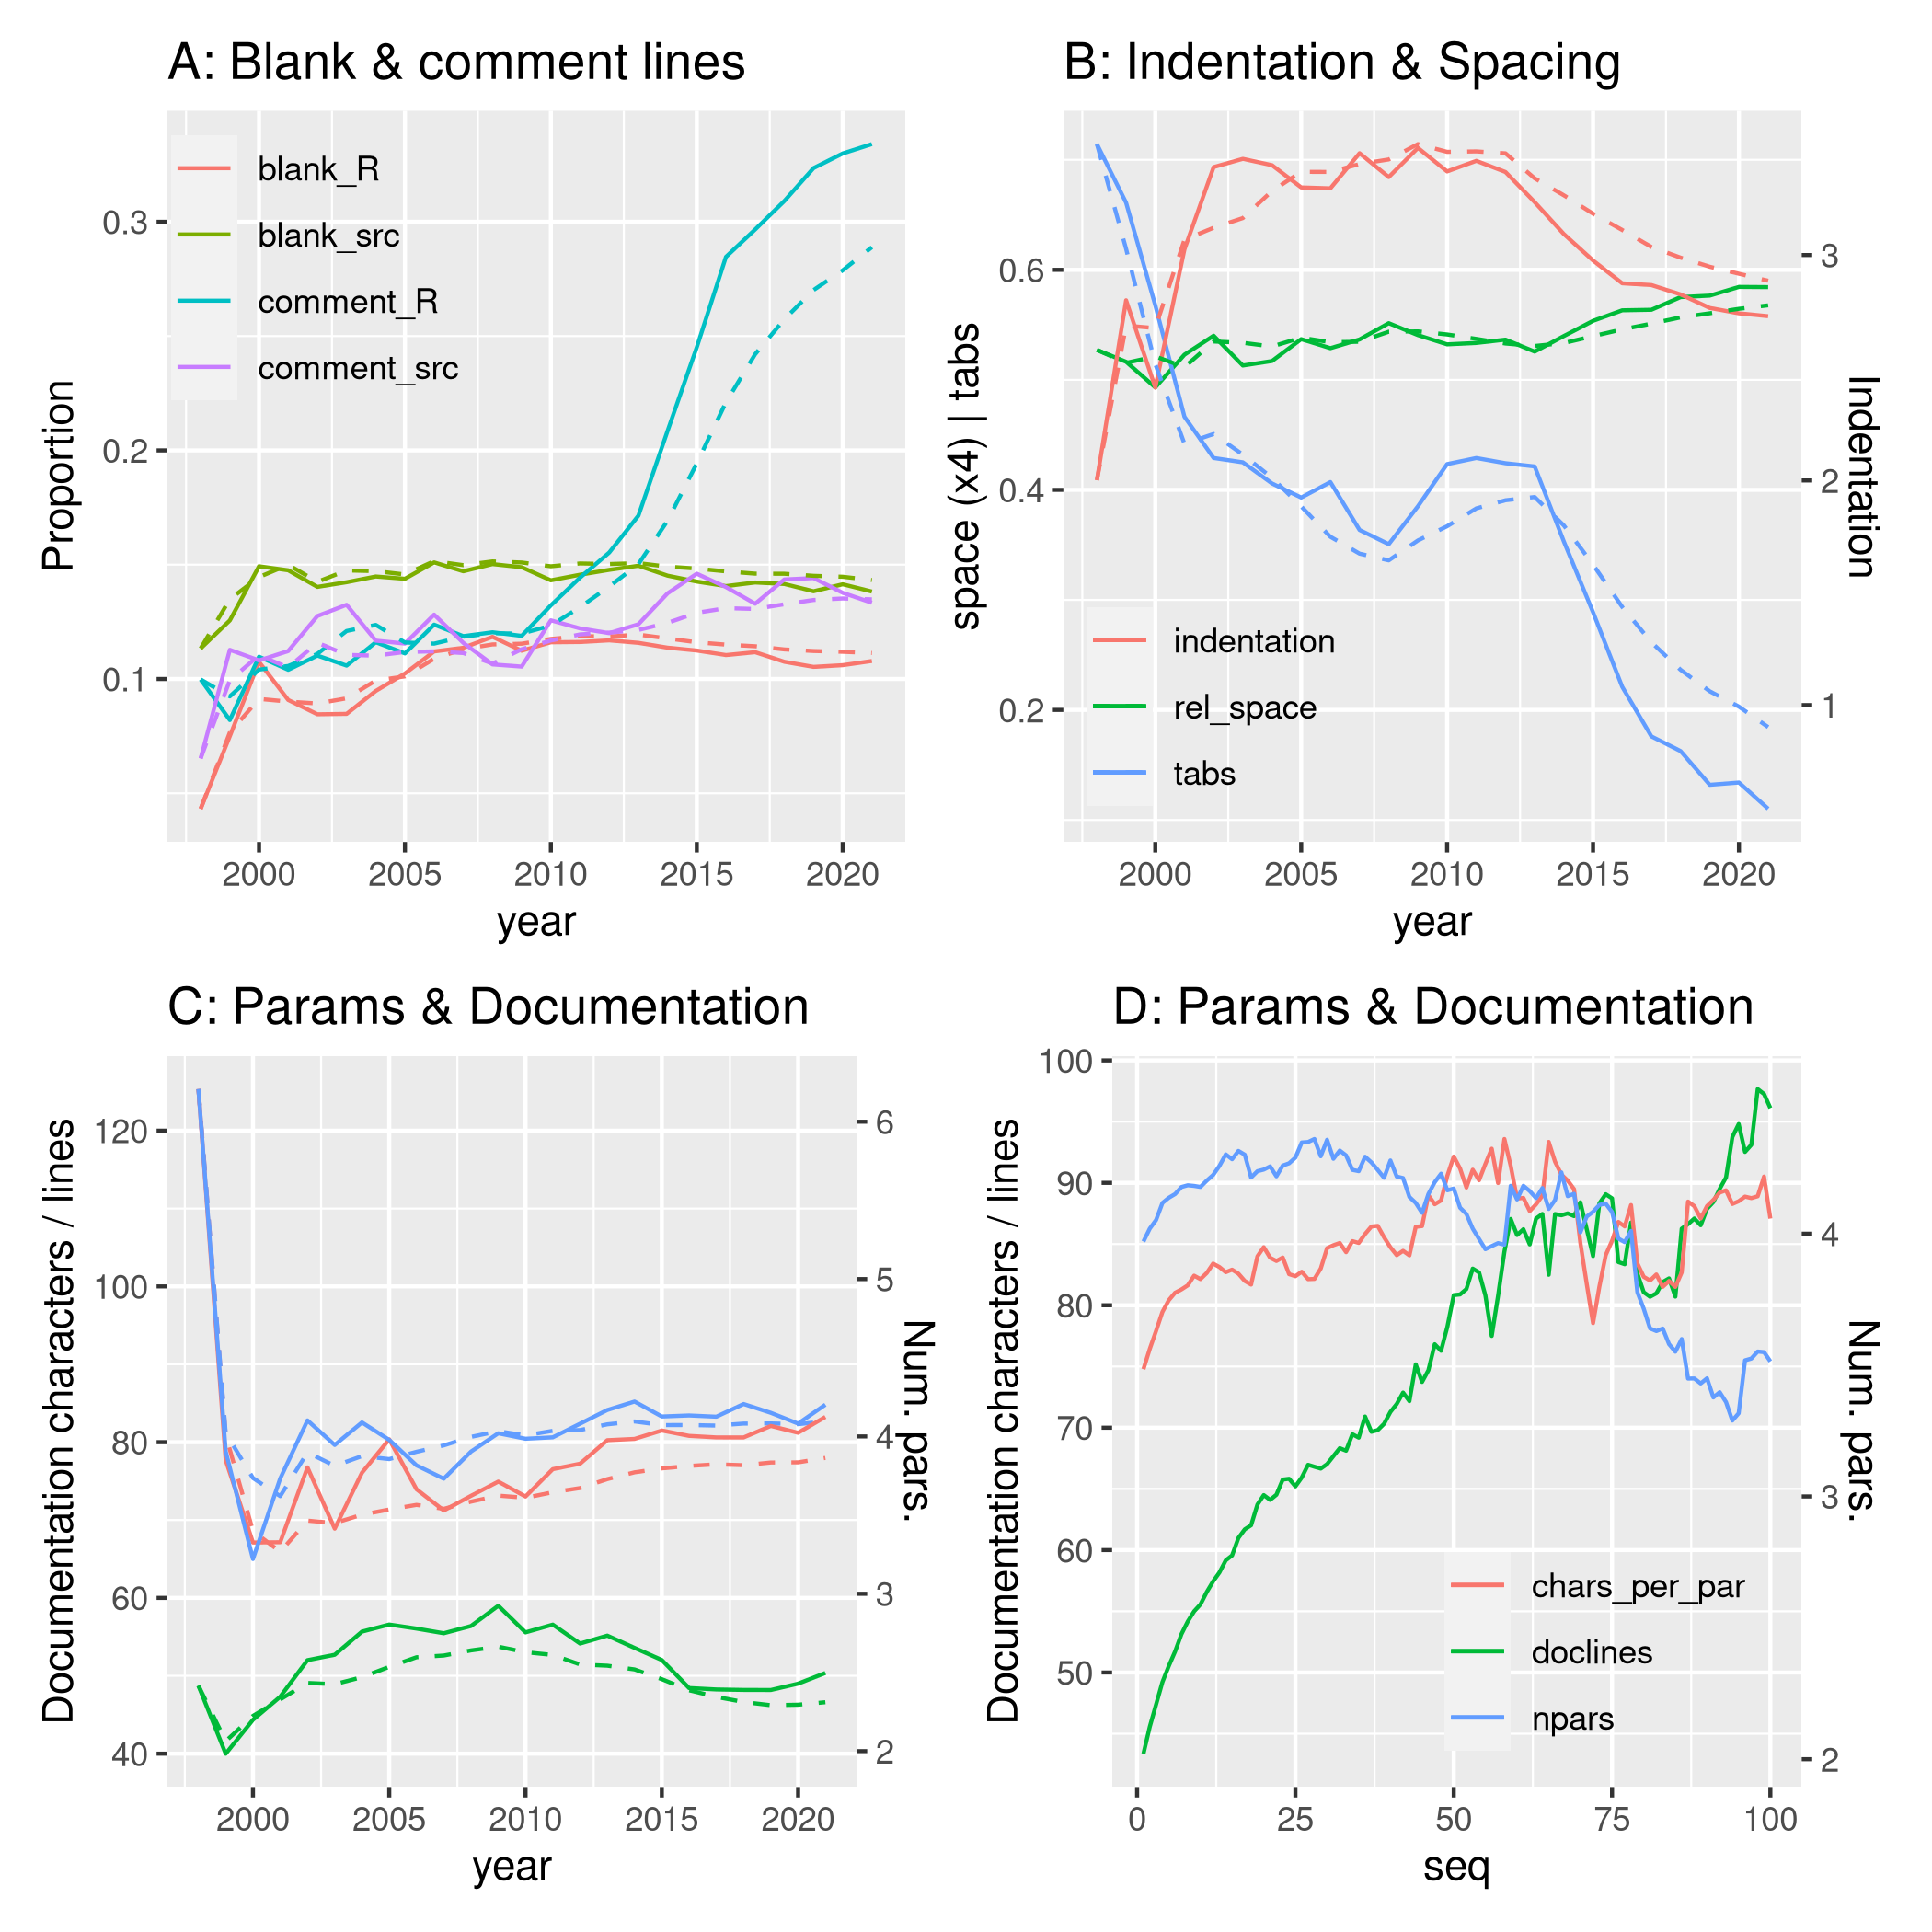 A: Blank & comment lines
blank_R
blank_src
comment_R
comment_src
0.3
0.2
0.1
Proportion
2000 2005 2010 2015 2020
year
B: Indentation & Spacing
0.6
0.4
0.2
space (x4) | tabs
3
2
1
Indentation
indentation
rel_space
tabs
2000 2005 2010 2015 2020
year
C: Params & Documentation
120
100
80
60
40
Documentation characters / lines
6
5
4
3
2
Num. pars.
2000 2005 2010 2015 2020
year
D: Params & Documentation
100
90
80
70
60
50
Documentation characters / lines
4
3
2
Num. pars.
chars_per_par
doclines
npars
0 25 50 75 100
seq